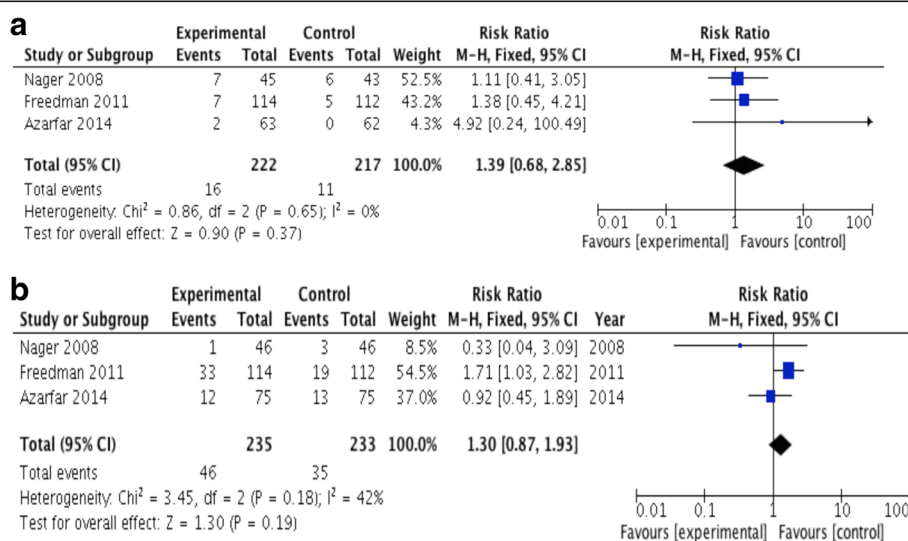 a
Experimental Control Risk Ratio Risk Ratio
Study or Subgroup Events Total Events Total Weight M-H, Fixed, 95% CI M-H, Fixed, 95% CI
Nager 2008 7 45 6 43 52.5% 1.11 [0.41, 3.05]
Freedman 2011 7 114 5 112 43.2% 1.38 [0.45, 4.21]
Azarfar 2014 2 63 0 62 4.3% 4.92 [0.24, 100.49]
Total (95% CI) 222 217 100.0% 1.39 [0.68, 2.85]
Total events 16 11
Heterogeneity: Chi² = 0.86, df = 2 (P = 0.65); I² = 0%
Test for overall effect: Z = 0.90 (P = 0.37)
0.01 0.1 1 10 100
Favours [experimental] Favours [control]
b
Experimental Control Risk Ratio Risk Ratio
Study or Subgroup Events Total Events Total Weight M-H, Fixed, 95% CI Year M-H, Fixed, 95% CI
Nager 2008 1 46 3 46 8.5% 0.33 [0.04, 3.09] 2008
Freedman 2011 33 114 19 112 54.5% 1.71 [1.03, 2.82] 2011
Azarfar 2014 12 75 13 75 37.0% 0.92 [0.45, 1.89] 2014
Total (95% CI) 235 233 100.0% 1.30 [0.87, 1.93]
Total events 46 35
Heterogeneity: Chi² = 3.45, df = 2 (P = 0.18); I² = 42%
Test for overall effect: Z = 1.30 (P = 0.19)
0.01 0.1 1 10 100
Favours [experimental] Favours [control]